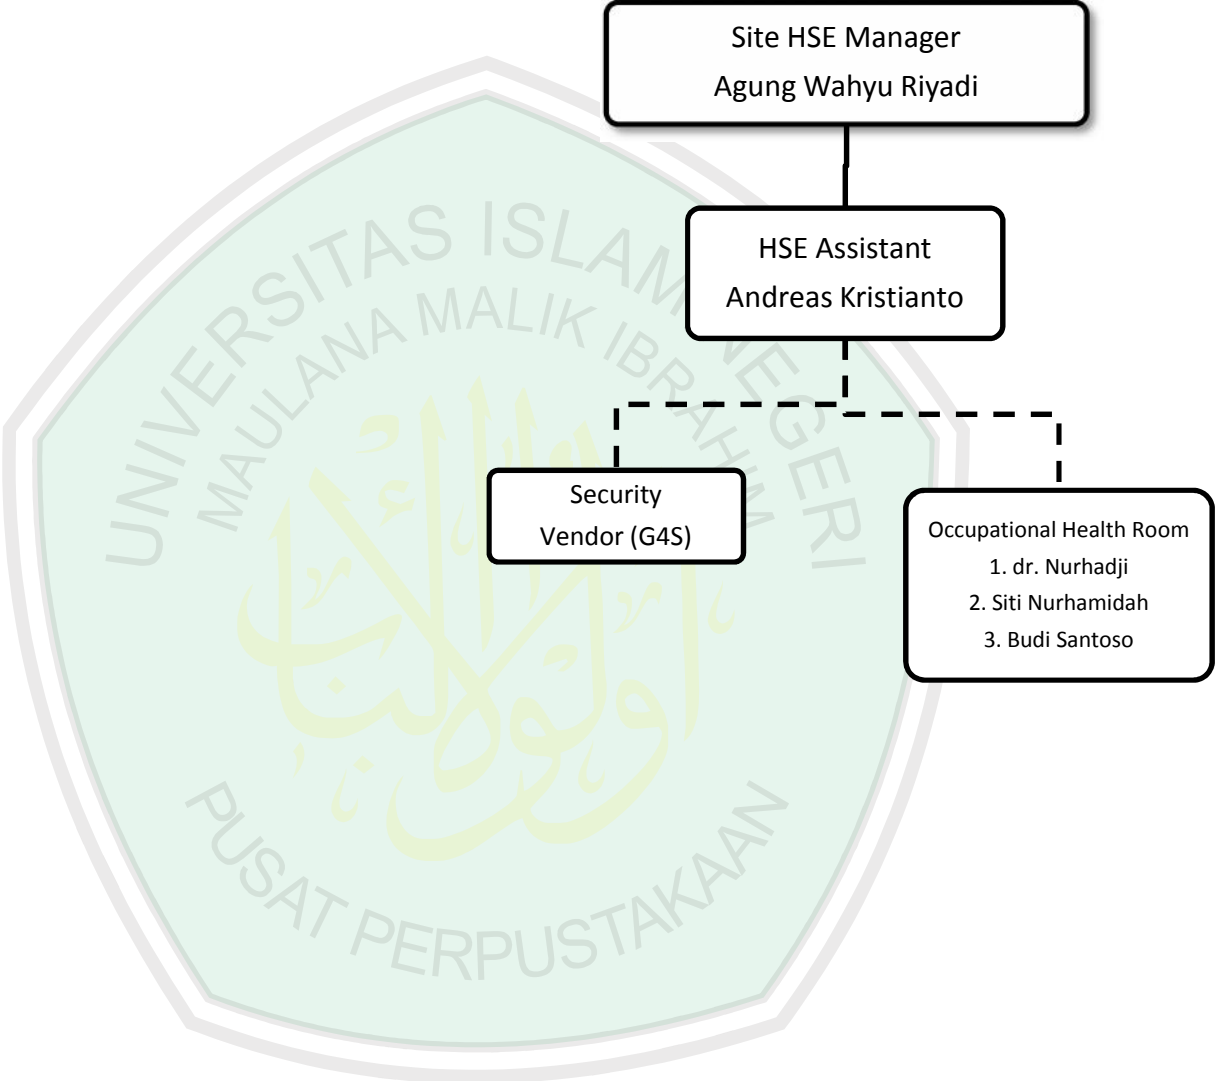 Site HSE Manager
Agung Wahyu Riyadi
HSE Assistant
Andreas Kristianto
Security
Vendor (G4S)
Occupational Health Room
1. dr. Nurhadji
2. Siti Nurhamidah
3. Budi Santoso
UNIVERSITAS ISLAM NEGERI
MAULANA MALIK IBRAHIM
PUSAT PERPUSTAKAAN